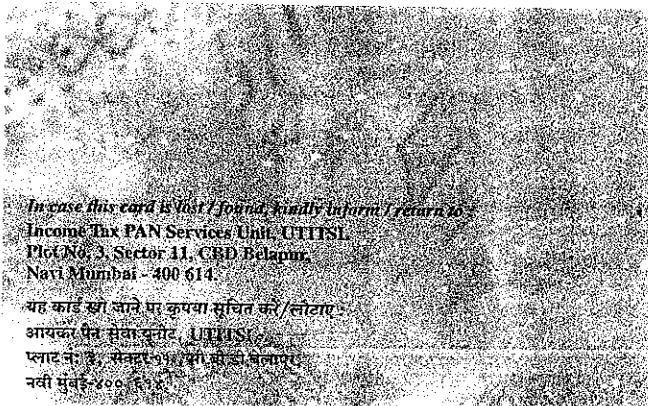 In case this card is lost / found, kindly inform / return to :
Income Tax PAN Services Unit, UTITSL
Plot No. 3, Sector 11, CBD Belapur,
Navi Mumbai - 400 614.
यह कार्ड खो जाने पर कृपया सूचित करें/लौटाए :
आयकर पैन सेवा यूनीट, UTITSL
प्लाट नं: ३, सेक्टर ११, सी.बी.डी.बेलापूर,
नवी मुंबई-४०० ६१४.